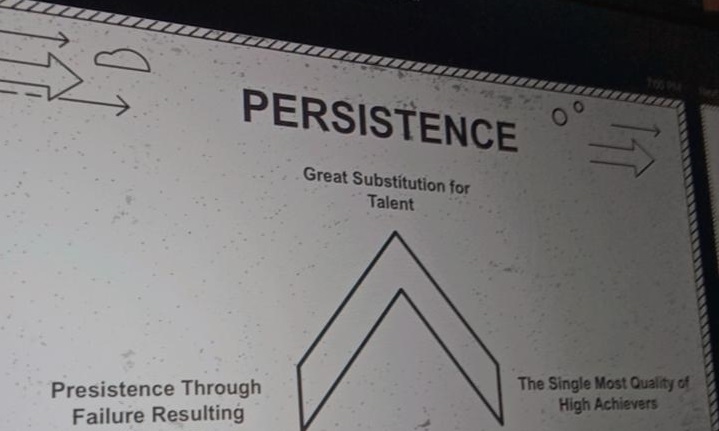 PERSISTENCE
Great Substitution for
Talent
Presistence Through
Failure Resulting
The Single Most Quality of
High Achievers